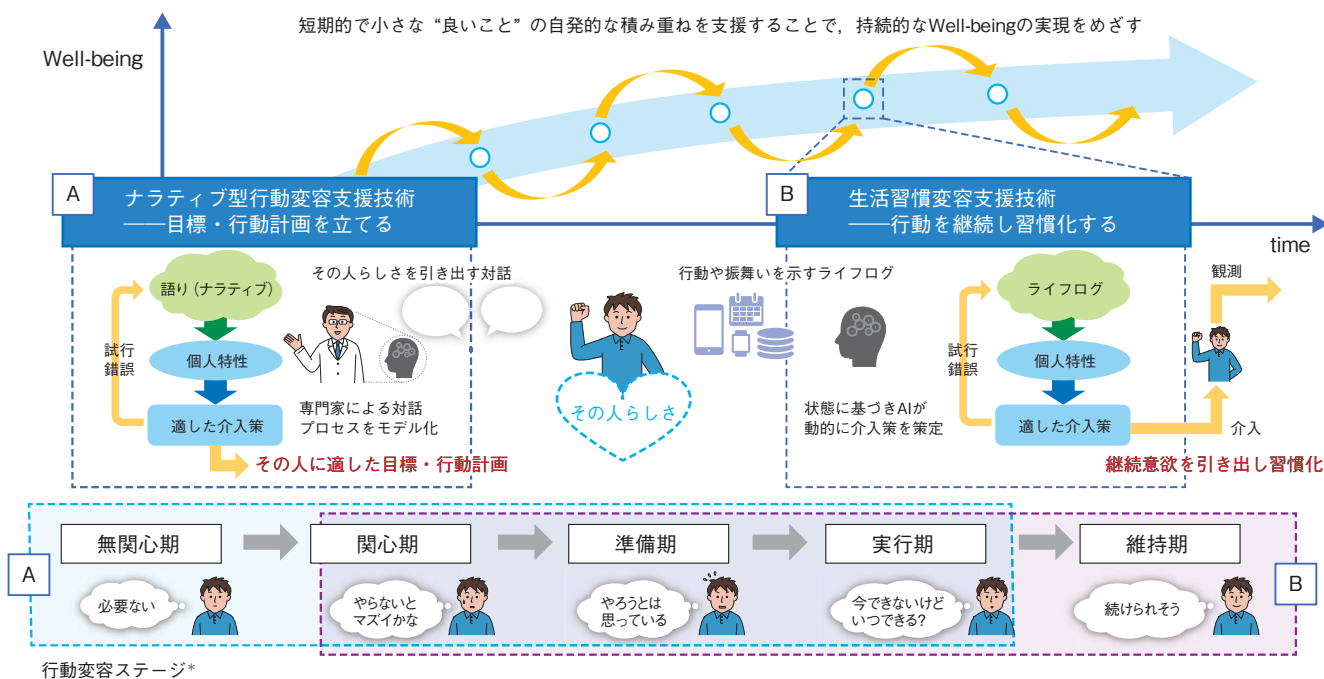 短期的で小さな“良いこと”の自発的な積み重ねを支援することで，持続的なWell-beingの実現をめざす
Well-being
A
ナラティブ型行動変容支援技術
——目標・行動計画を立てる
B
生活習慣変容支援技術
——行動を継続し習慣化する
time
語り（ナラティブ）
個人特性
適した介入策
試行
錯誤
その人らしさを引き出す対話
専門家による対話
プロセスをモデル化
その人に適した目標・行動計画
その人らしさ
行動や振舞いを示すライフログ
状態に基づきAIが
動的に介入策を策定
ライフログ
個人特性
適した介入策
試行
錯誤
観測
介入
継続意欲を引き出し習慣化
A
無関心期
関心期
準備期
実行期
維持期
B
必要ない
やらないと
マズイかな
やろうとは
思っている
今できないけど
いつできる?
続けられそう
行動変容ステージ*